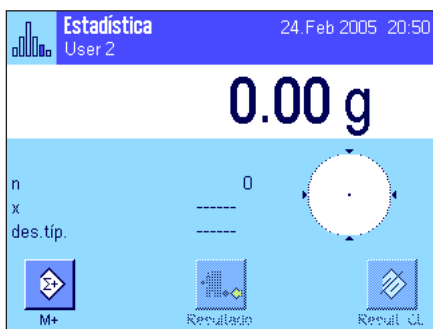 Estadística 24.Feb 2005 20:50
User 2
0.00 g
n 0
x ------
des.típ. ------
M+ Resultado Result. CL